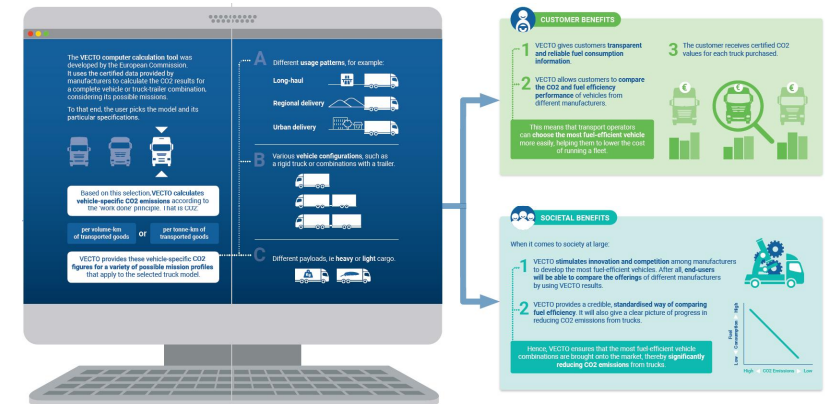 The VECTO computer calculation tool was
developed by the European Commission.
It uses the certified data provided by
manufacturers to calculate the CO2 results for
a complete vehicle or truck-trailer combination,
considering its possible missions.
To that end, the user picks the model and its
particular specifications.
Based on this selection, VECTO calculates
vehicle-specific CO2 emissions according to
the 'work done' principle. That is CO2:
per volume-km
of transported goods
or
per tonne-km of
transported goods
VECTO provides these vehicle-specific CO2
figures for a variety of possible mission profiles
that apply to the selected truck model.
A
Different usage patterns, for example:
Long-haul
Regional delivery
Urban delivery
B
Various vehicle configurations, such as
a rigid truck or combinations with a trailer.
C
Different payloads, ie heavy or light cargo.
CUSTOMER BENEFITS
1
VECTO gives customers transparent
and reliable fuel consumption
information.
2
VECTO allows customers to compare
the CO2 and fuel efficiency
performance of vehicles from
different manufacturers.
This means that transport operators
can choose the most fuel-efficient vehicle
more easily, helping them to lower the cost
of running a fleet.
3
The customer receives certified CO2
values for each truck purchased.
€
€
€
SOCIETAL BENEFITS
When it comes to society at large:
1
VECTO stimulates innovation and competition among manufacturers
to develop the most fuel-efficient vehicles. After all, end-users
will be able to compare the offerings of different manufacturers
by using VECTO results.
2
VECTO provides a credible, standardised way of comparing
fuel efficiency. It will also give a clear picture of progress in
reducing CO2 emissions from trucks.
Hence, VECTO ensures that the most fuel-efficient vehicle
combinations are brought onto the market, thereby significantly
reducing CO2 emissions from trucks.
Fuel
Low Consumption High
High CO2 Emissions Low